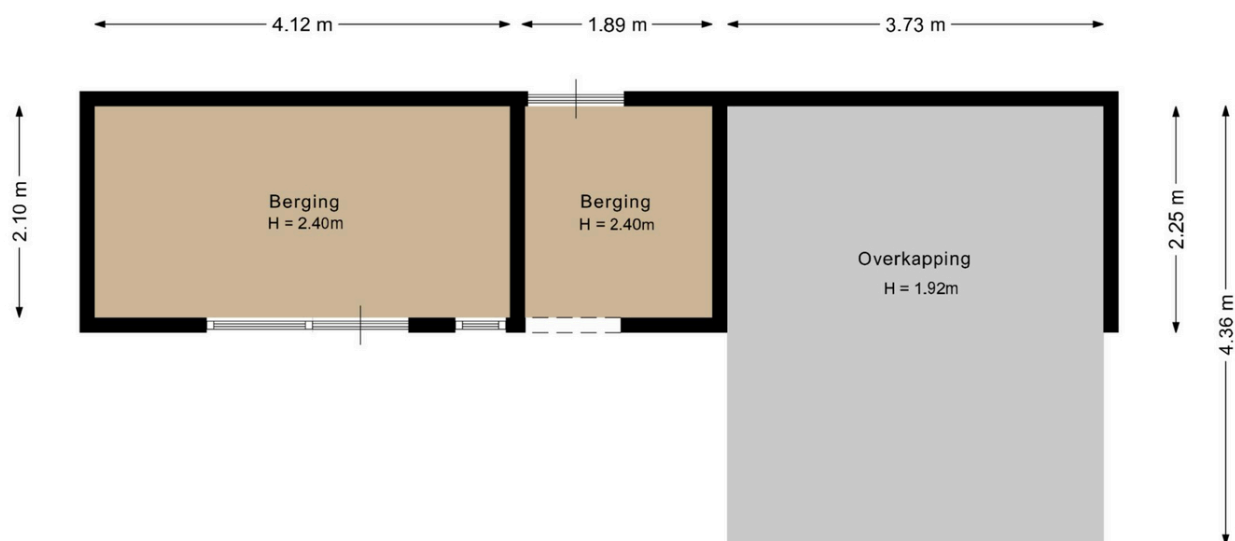 4.12 m
1.89 m
3.73 m
2.10 m
Berging
H = 2.40m
Berging
H = 2.40m
Overkapping
H = 1.92m
2.25 m
4.36 m